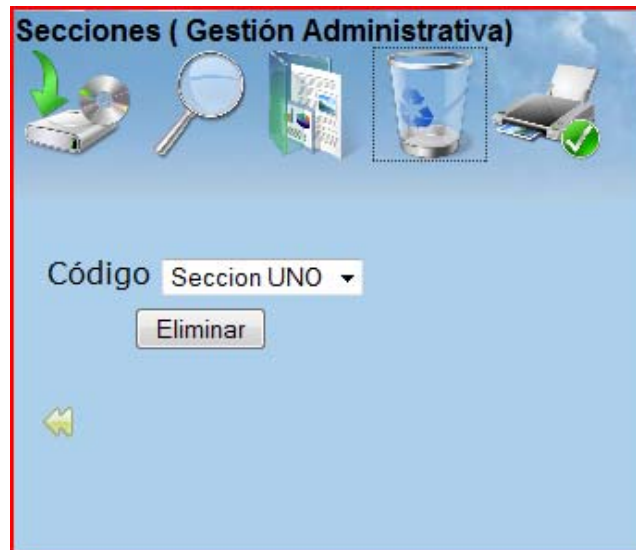 Secciones ( Gestión Administrativa)
Código Seccion UNO
Eliminar